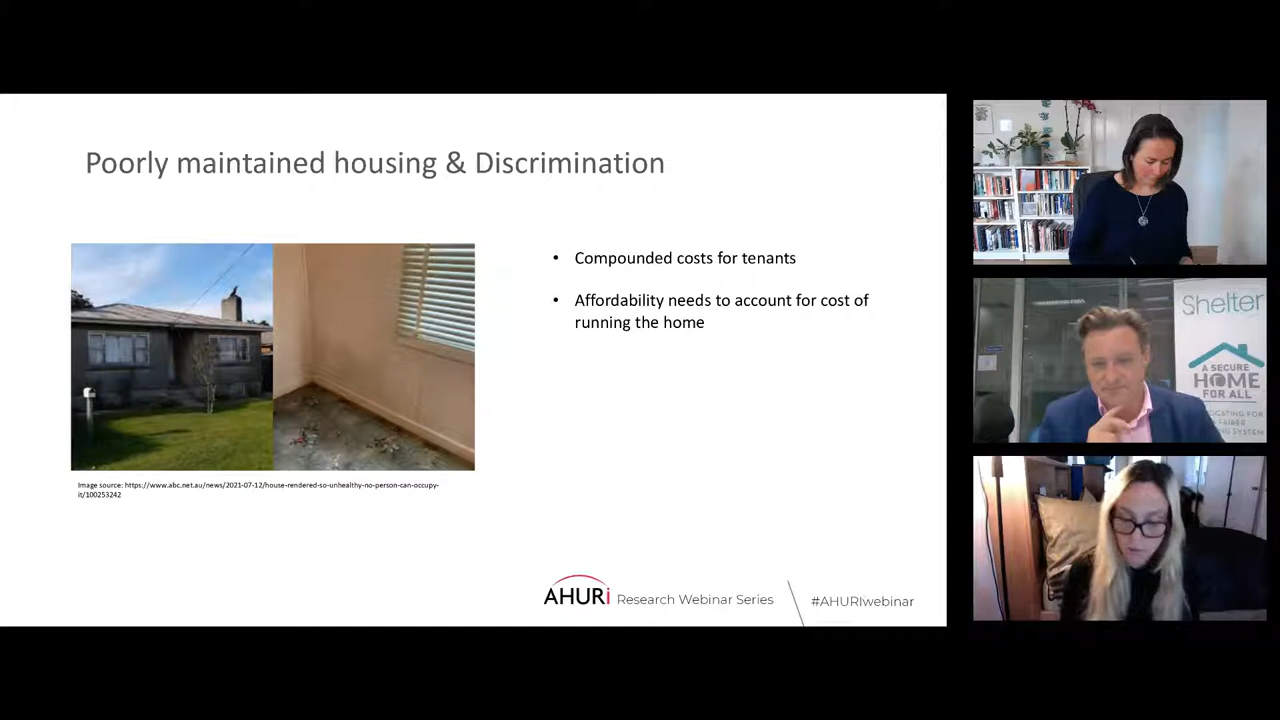 Poorly maintained housing & Discrimination
• Compounded costs for tenants
• Affordability needs to account for cost of
running the home
Image source: https://www.abc.net.au/news/2021-07-12/house-rendered-so-unhealthy-no-person-can-occupy-
it/100253242
AHURi Research Webinar Series
#AHURIwebinar
Shelter
A SECURE
HOME
FOR ALL